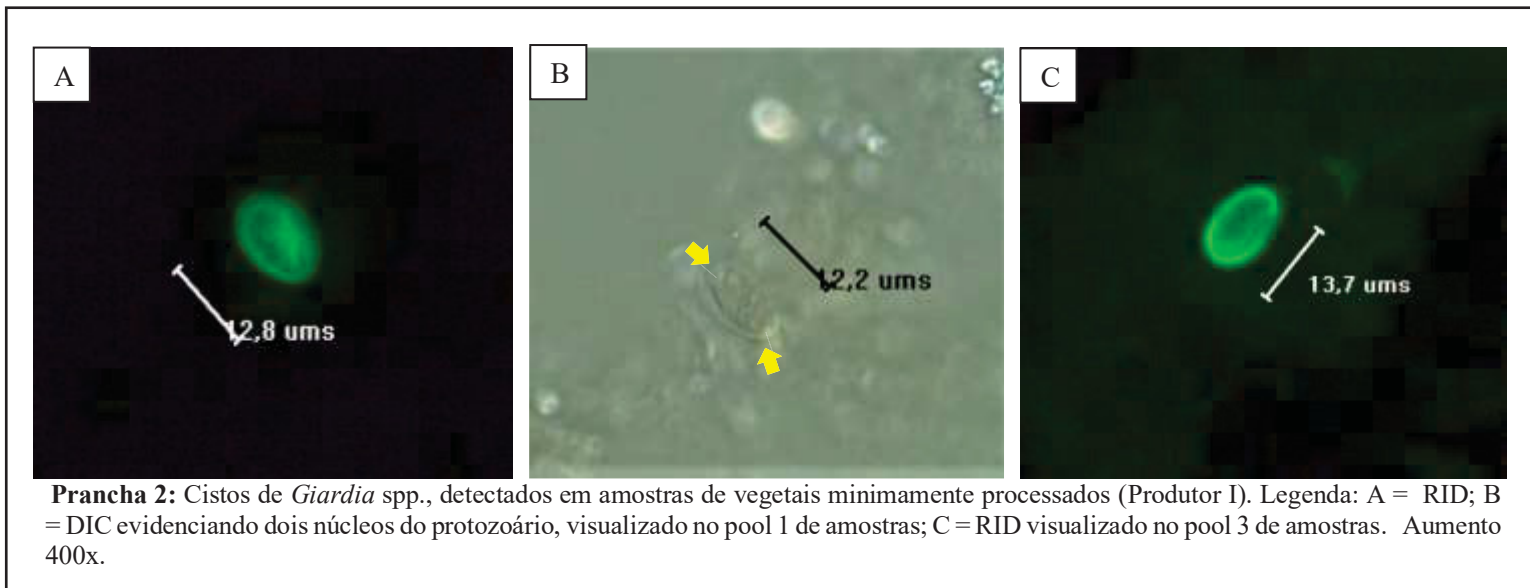 A
B
C
12,8 ums
12,2 ums
13,7 ums
Prancha 2: Cistos de Giardia spp., detectados em amostras de vegetais minimamente processados (Produtor I). Legenda: A = RID; B
= DIC evidenciando dois núcleos do protozoário, visualizado no pool 1 de amostras; C = RID visualizado no pool 3 de amostras. Aumento
400x.